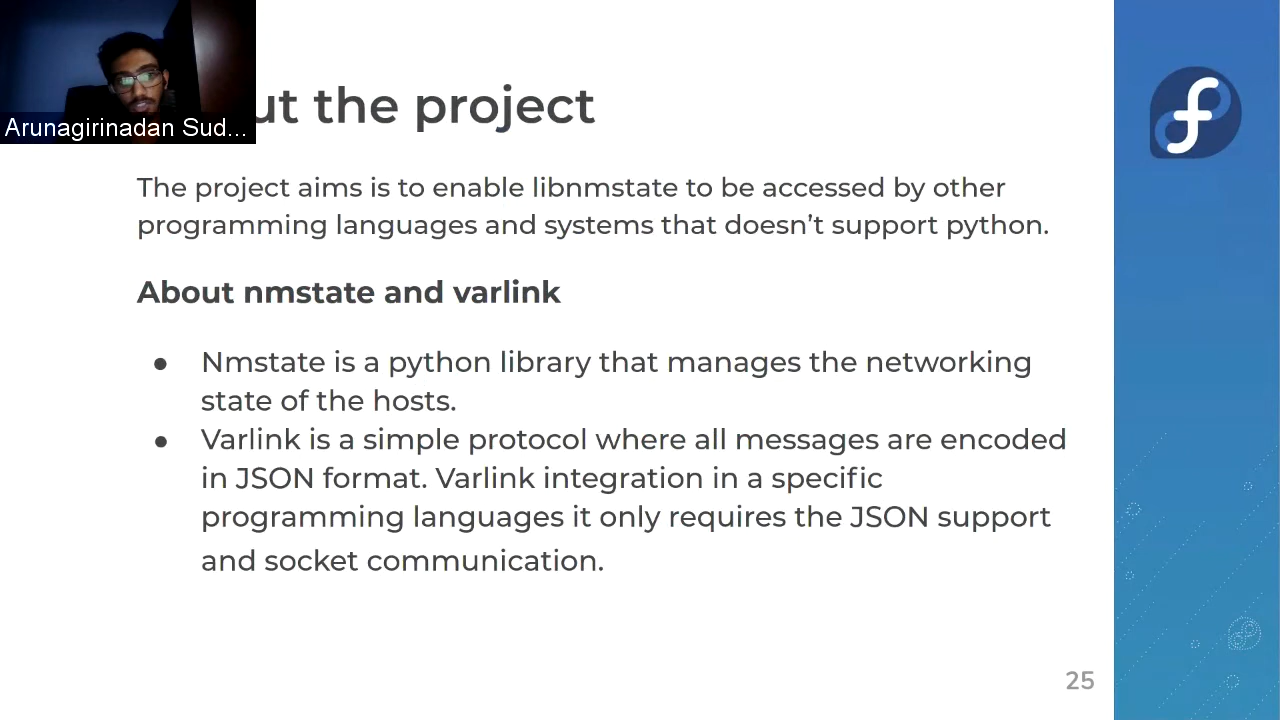 Arunagirinadan Sud...
ut the project
The project aims is to enable libnmstate to be accessed by other
programming languages and systems that doesn’t support python.
About nmstate and varlink
● Nmstate is a python library that manages the networking
state of the hosts.
● Varlink is a simple protocol where all messages are encoded
in JSON format. Varlink integration in a specific
programming languages it only requires the JSON support
and socket communication.
25